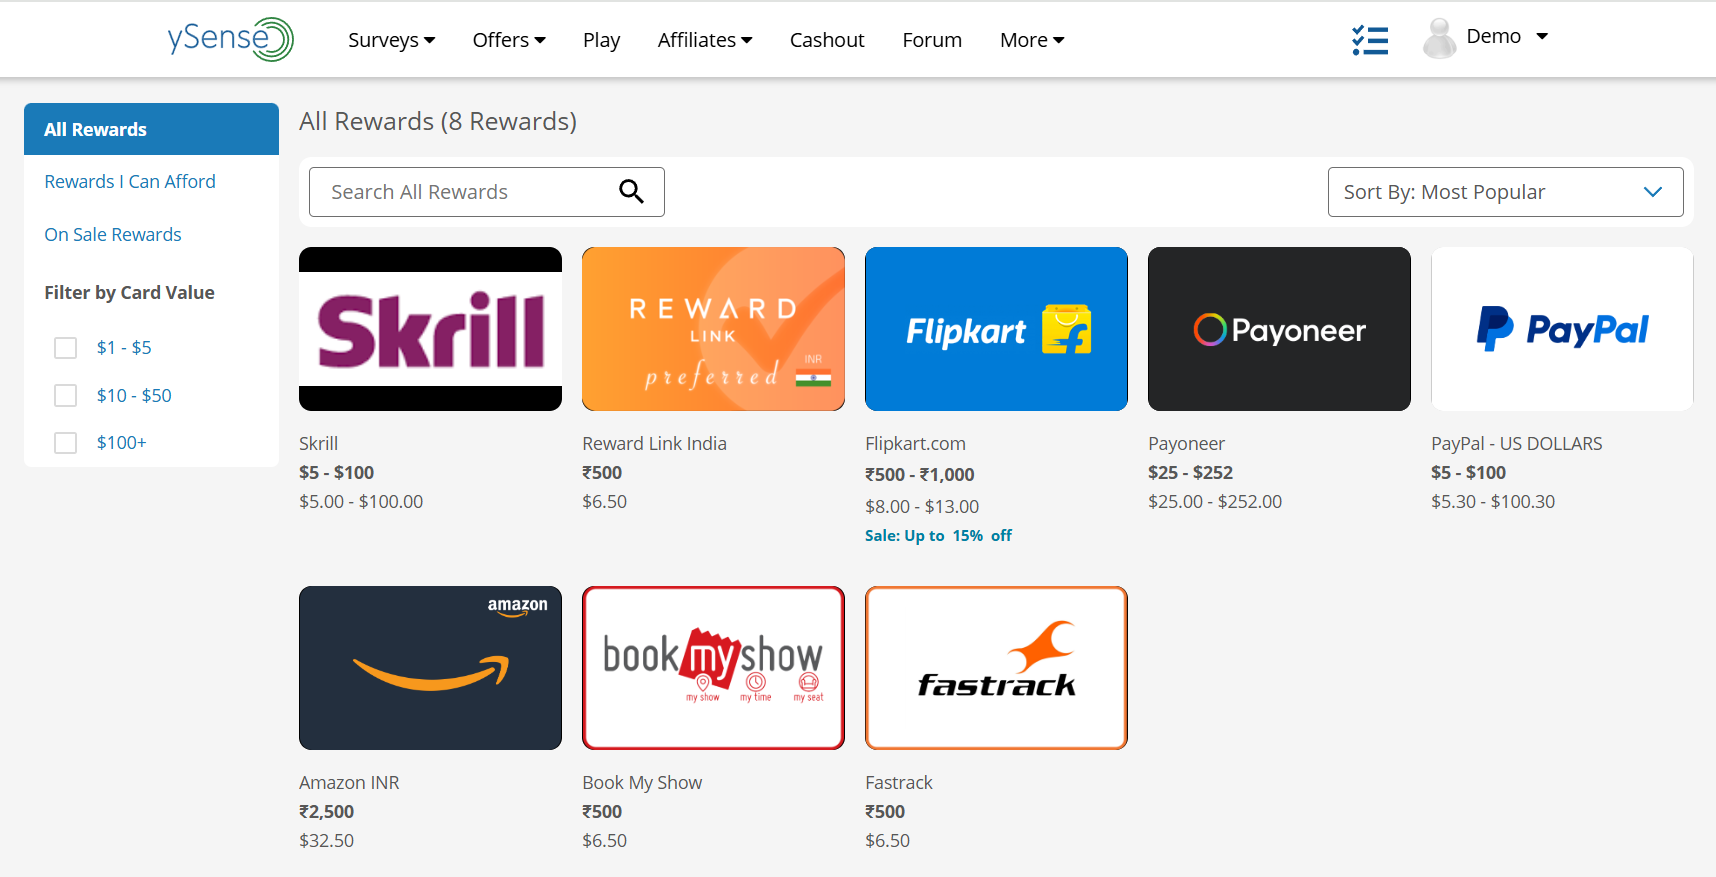 ySense
Surveys
Offers
Play
Affiliates
Cashout
Forum
More
Demo
All Rewards
Rewards I Can Afford
On Sale Rewards
Filter by Card Value
$1 - $5
$10 - $50
$100+
All Rewards (8 Rewards)
Search All Rewards
Sort By: Most Popular
Skrill
REWARD
LINK
preferred
INR
Flipkart
Payoneer
PayPal
Skrill
$5 - $100
$5.00 - $100.00
Reward Link India
₹500
$6.50
Flipkart.com
₹500 - ₹1,000
$8.00 - $13.00
Sale: Up to 15% off
Payoneer
$25 - $252
$25.00 - $252.00
PayPal - US DOLLARS
$5 - $100
$5.30 - $100.30
amazon
bookmyshow
my show
my time
my seat
fastrack
Amazon INR
₹2,500
$32.50
Book My Show
₹500
$6.50
Fastrack
₹500
$6.50